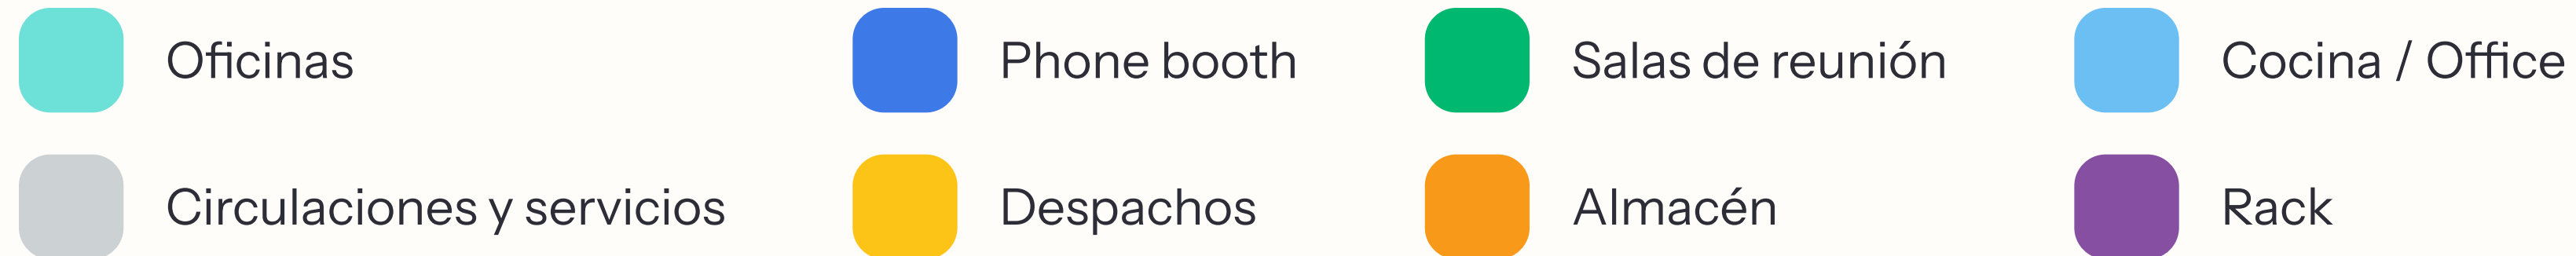 Oficinas
Phone booth
Salas de reunión
Cocina / Office
Circulaciones y servicios
Despachos
Almacén
Rack